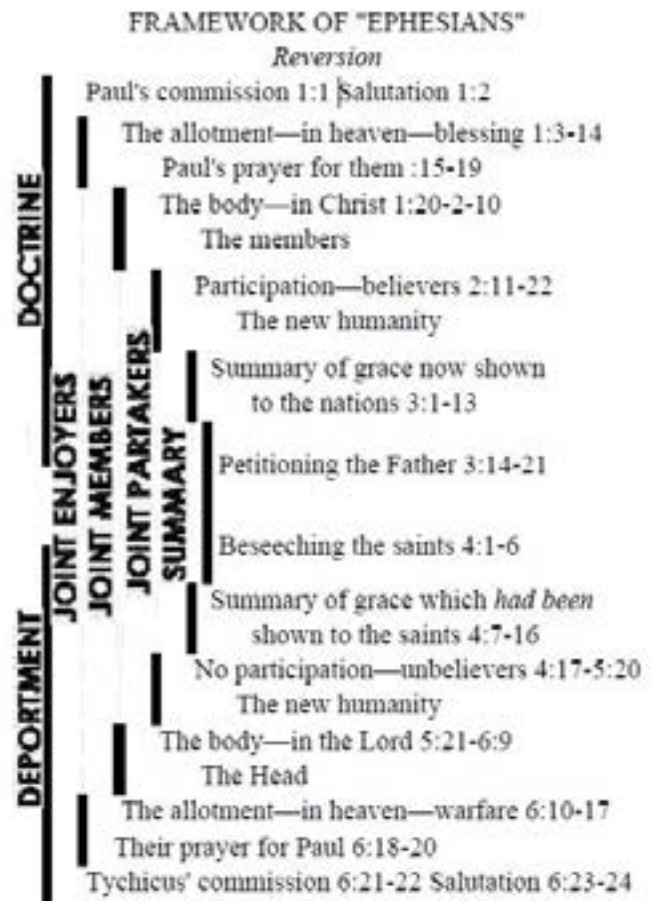 FRAMEWORK OF "EPHESIANS"
Reversion
Paul's commission 1:1 Salutation 1:2
The allotment—in heaven—blessing 1:3-14
Paul's prayer for them :15-19
The body—in Christ 1:20-2-10
The members
Participation—believers 2:11-22
The new humanity
Summary of grace now shown
to the nations 3:1-13
Petitioning the Father 3:14-21
Beseeching the saints 4:1-6
Summary of grace which had been
shown to the saints 4:7-16
No participation—unbelievers 4:17-5:20
The new humanity
The body—in the Lord 5:21-6:9
The Head
The allotment—in heaven—warfare 6:10-17
Their prayer for Paul 6:18-20
Tychicus' commission 6:21-22 Salutation 6:23-24
DOCTRINE
DEPORTMENT
JOINT ENJOYERS
JOINT MEMBERS
JOINT PARTAKERS
SUMMARY